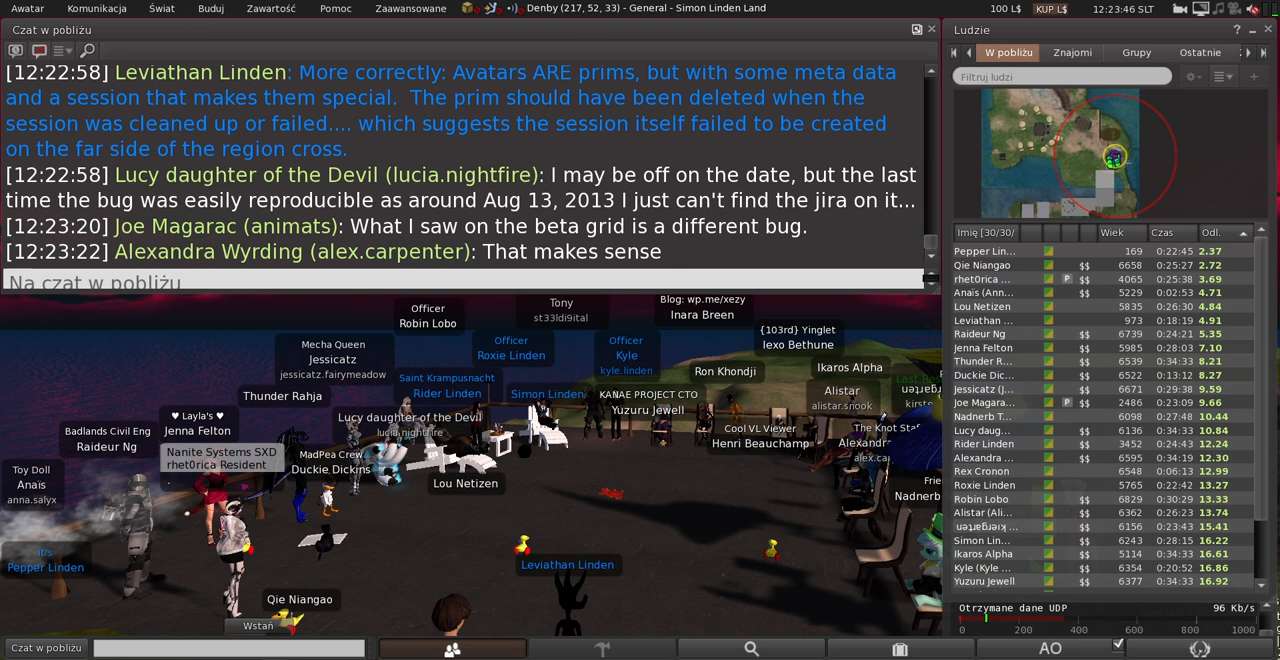 Awatar Komunikacja Świat Buduj Zawartość Pomoc Zaawansowane Denby (217, 52, 33) - General - Simon Linden Land 100 L$ KUP L$ 12:23:46 SLT
Czat w pobliżu
[12:22:58] Leviathan Linden: More correctly: Avatars ARE prims, but with some meta data
and a session that makes them special. The prim should have been deleted when the
session was cleaned up or failed.... which suggests the session itself failed to be created
on the far side of the region cross.
[12:22:58] Lucy daughter of the Devil (lucia.nightfire): I may be off on the date, but the last
time the bug was easily reproducible as around Aug 13, 2013 I just can't find the jira on it...
[12:23:20] Joe Magarac (animats): What I saw on the beta grid is a different bug.
[12:23:22] Alexandra Wyrding (alex.carpenter): That makes sense
Na czat w pobliżu
Officer
Robin Lobo
Tony
st33ldi9ital
Blog: wp.me/xezy
Inara Breen
{103rd} Yinglet
Iexo Bethune
Mecha Queen
Jessicatz
jessicatz.fairymeadow
Officer
Roxie Linden
Officer
Kyle
kyle.linden
Ron Khondji
Ikaros Alpha
Saint Krampusnacht
Rider Linden
Simon Linden
KANAE PROJECT CTO
Yuzuru Jewell
Alistar
alistar.snook
Thunder Rahja
♥ Layla's ♥
Jenna Felton
Lucy daughter of the Devil
lucia.nightfire
Cool VL Viewer
Henri Beauchamp
The Knot Staf
Alexandra
alex.car
Badlands Civil Eng
Raideur Ng
Nanite Systems SXD
rhet0rica Resident
MadPea Crew
Duckie Dickins
Lou Netizen
Toy Doll
Anaïs
anna.salyx
Frie
Nadnerb
It's
Pepper Linden
Leviathan Linden
Qie Niangao
Wstań
Czat w pobliżu
AO
Ludzie
W pobliżu Znajomi Grupy Ostatnie
Filtruj ludzi
Imię [30/30/ Wiek Czas Odl.
Pepper Lin... 169 0:22:45 2.37
Qie Niangao $$ 6658 0:25:27 2.72
rhet0rica ... P $$ 4065 0:25:38 3.69
Anaïs (Ann... $$ 5229 0:02:53 4.71
Lou Netizen 5835 0:26:30 4.84
Leviathan ... 973 0:18:19 4.91
Raideur Ng $$ 6739 0:24:21 5.35
Jenna Felton $$ 5985 0:28:03 7.10
Thunder R... $$ 6539 0:34:33 8.21
Duckie Dic... $$ 6522 0:13:12 8.27
Jessicatz (J... $$ 6671 0:29:38 9.59
Joe Magara... P $$ 2486 0:23:09 9.66
Nadnerb T... 6098 0:27:48 10.44
Lucy daug... $$ 6136 0:34:33 10.84
Rider Linden $$ 3452 0:24:43 12.24
Alexandra ... $$ 6595 0:34:19 12.30
Rex Cronon 6548 0:06:13 12.99
Roxie Linden 5765 0:22:42 13.27
Robin Lobo $$ 6829 0:30:29 13.33
Alistar (Ali... $$ 6362 0:26:23 13.74
$$ 6156 0:23:43 15.41
Simon Lin... $$ 6243 0:28:15 16.22
Ikaros Alpha $$ 5114 0:34:33 16.61
Kyle (Kyle ... $$ 6354 0:20:52 16.86
Yuzuru Jewell $$ 6377 0:34:33 16.92
Otrzymane dane UDP 96 Kb/s
0 200 400 600 800 1000